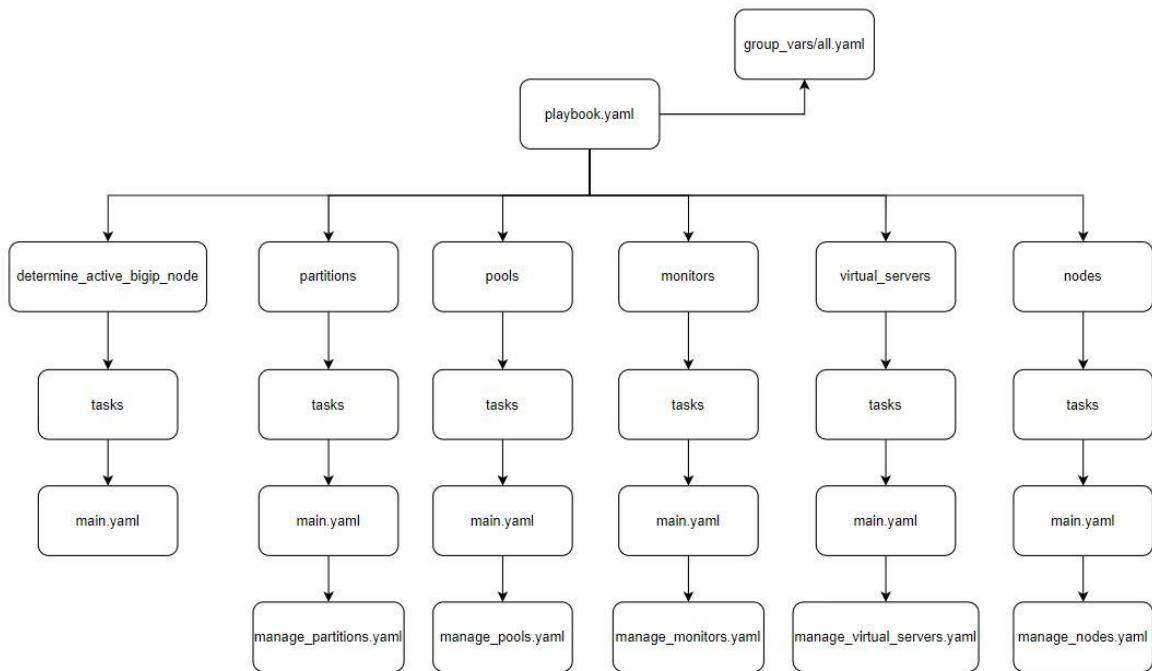 group_vars/all.yaml
playbook.yaml
determine_active_bigip_node
partitions
pools
monitors
virtual_servers
nodes
tasks
tasks
tasks
tasks
tasks
tasks
main.yaml
main.yaml
main.yaml
main.yaml
main.yaml
main.yaml
manage_partitions.yaml
manage_pools.yaml
manage_monitors.yaml
manage_virtual_servers.yaml
manage_nodes.yaml